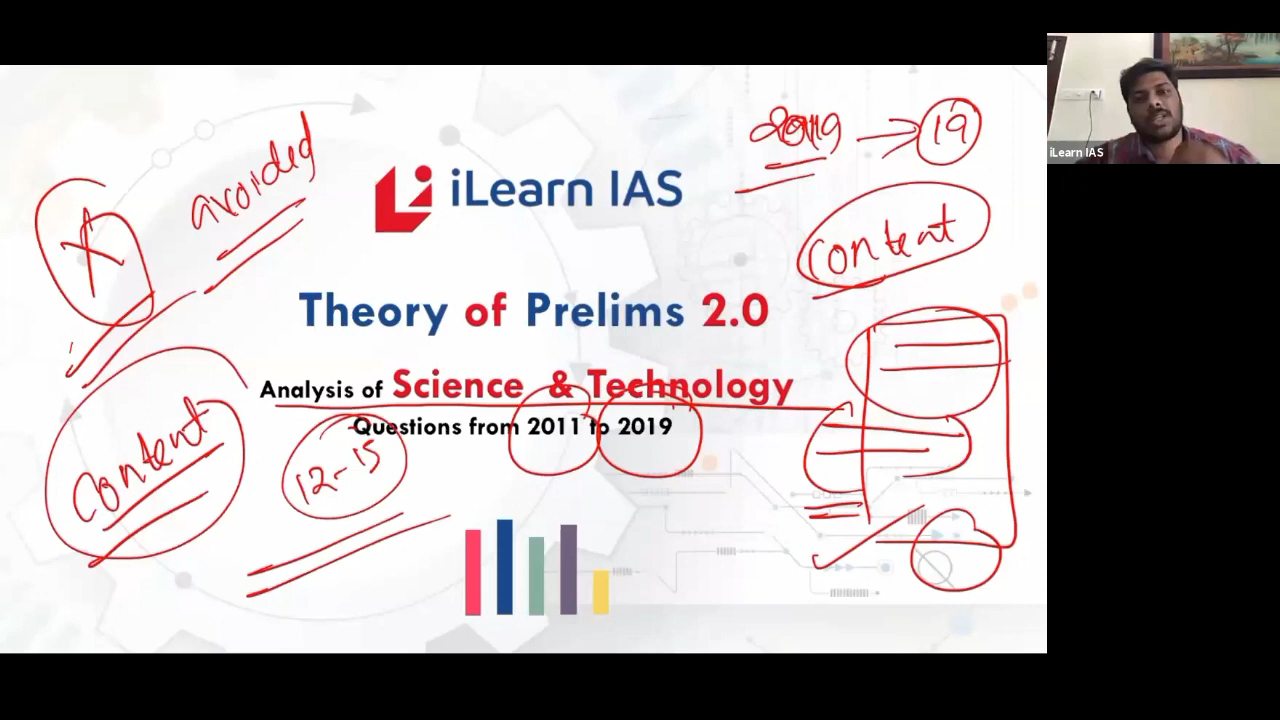 2019 → 19
iLearn IAS
avoided
X
iLearn IAS
content
Theory of Prelims 2.0
Analysis of Science & Technology
Questions from 2011 to 2019
content
12-15